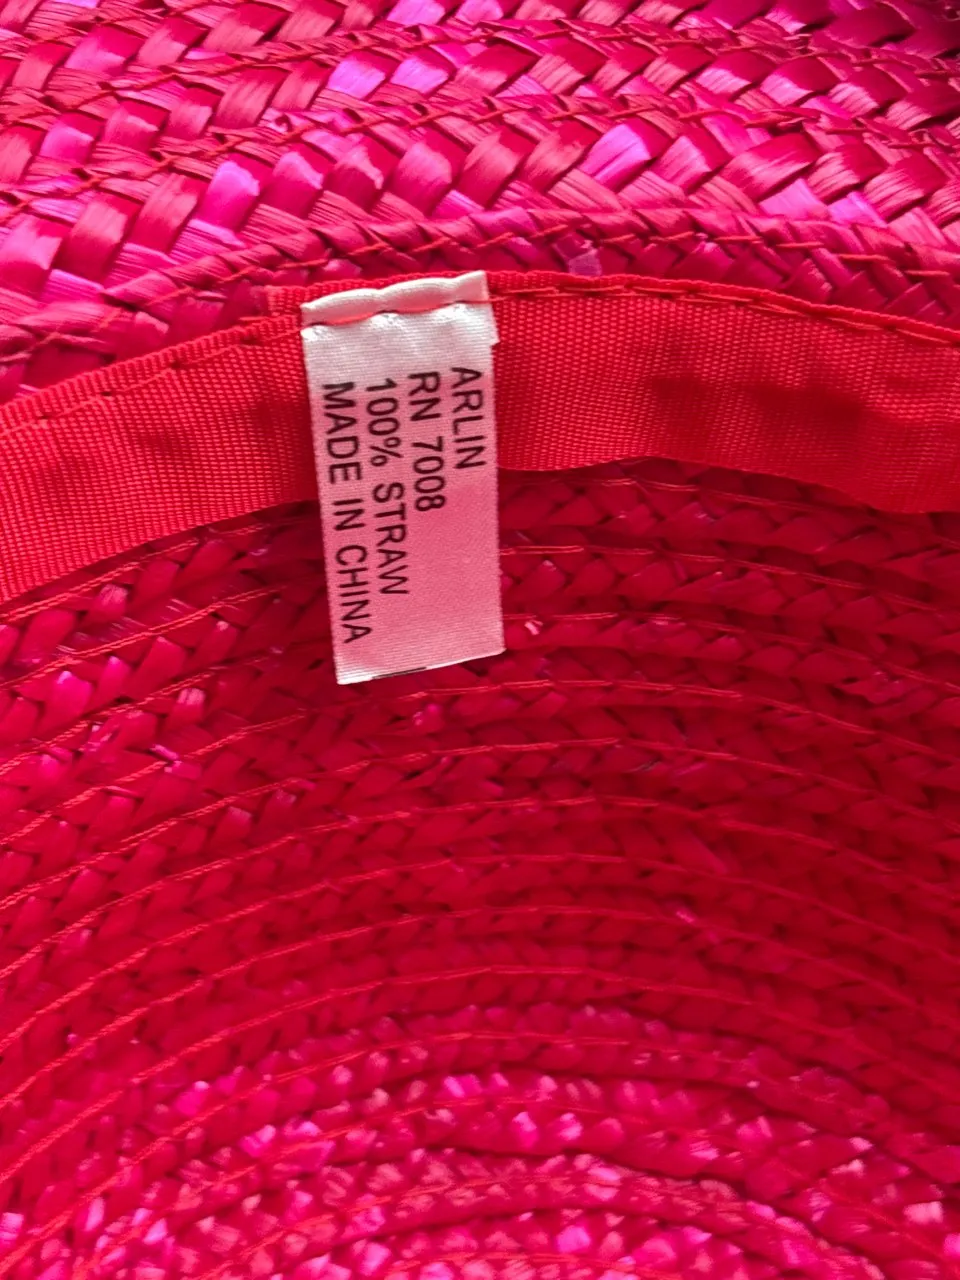 ARLIN
RN 7008
100% STRAW
MADE IN CHINA